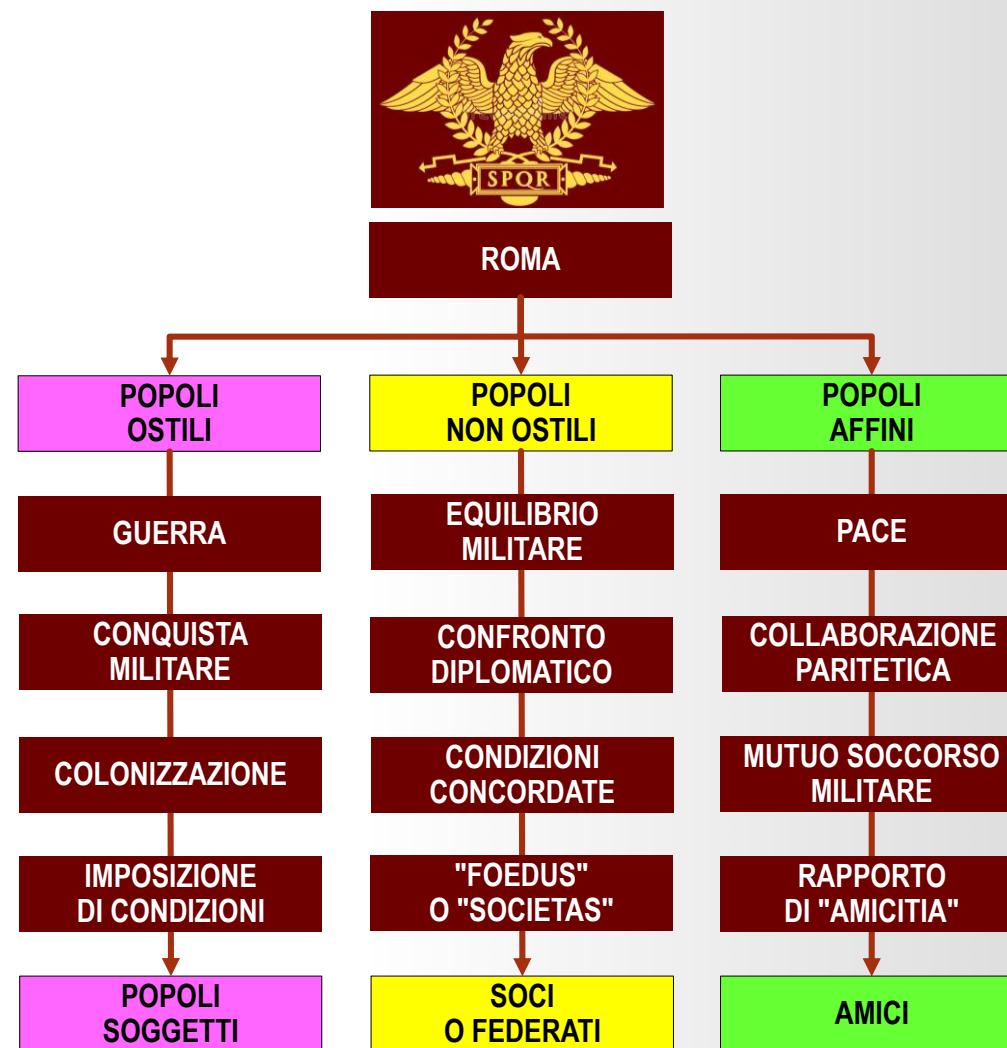 SPQR
ROMA
POPOLI
OSTILI
POPOLI
NON OSTILI
POPOLI
AFFINI
GUERRA
EQUILIBRIO
MILITARE
PACE
CONQUISTA
MILITARE
CONFRONTO
DIPLOMATICO
COLLABORAZIONE
PARITETICA
COLONIZZAZIONE
CONDIZIONI
CONCORDATE
MUTUO SOCCORSO
MILITARE
IMPOSIZIONE
DI CONDIZIONI
"FOEDUS"
O "SOCIETAS"
RAPPORTO
DI "AMICITIA"
POPOLI
SOGGETTI
SOCI
O FEDERATI
AMICI